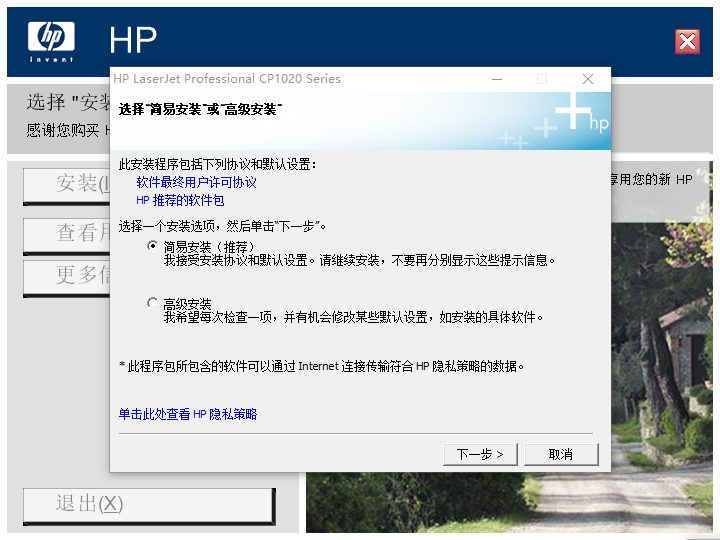 hp
HP
invent
HP LaserJet Professional CP1020 Series
选择 "安装
选择"简易安装"或"高级安装"
感谢您购买 H
hp
此安装程序包括下列协议和默认设置：
安装(I
软件最终用户许可协议
享用您的新 HP
HP 推荐的软件包
选择一个安装选项，然后单击"下一步"。
查看用
简易安装（推荐）
我接受安装协议和默认设置。请继续安装，不要再分别显示这些提示信息。
更多信
高级安装
我希望每次检查一项，并有机会修改某些默认设置，如安装的具体软件。
* 此程序包所包含的软件可以通过 Internet 连接传输符合 HP 隐私策略的数据。
单击此处查看 HP 隐私策略
下一步 >
取消
退出(X)